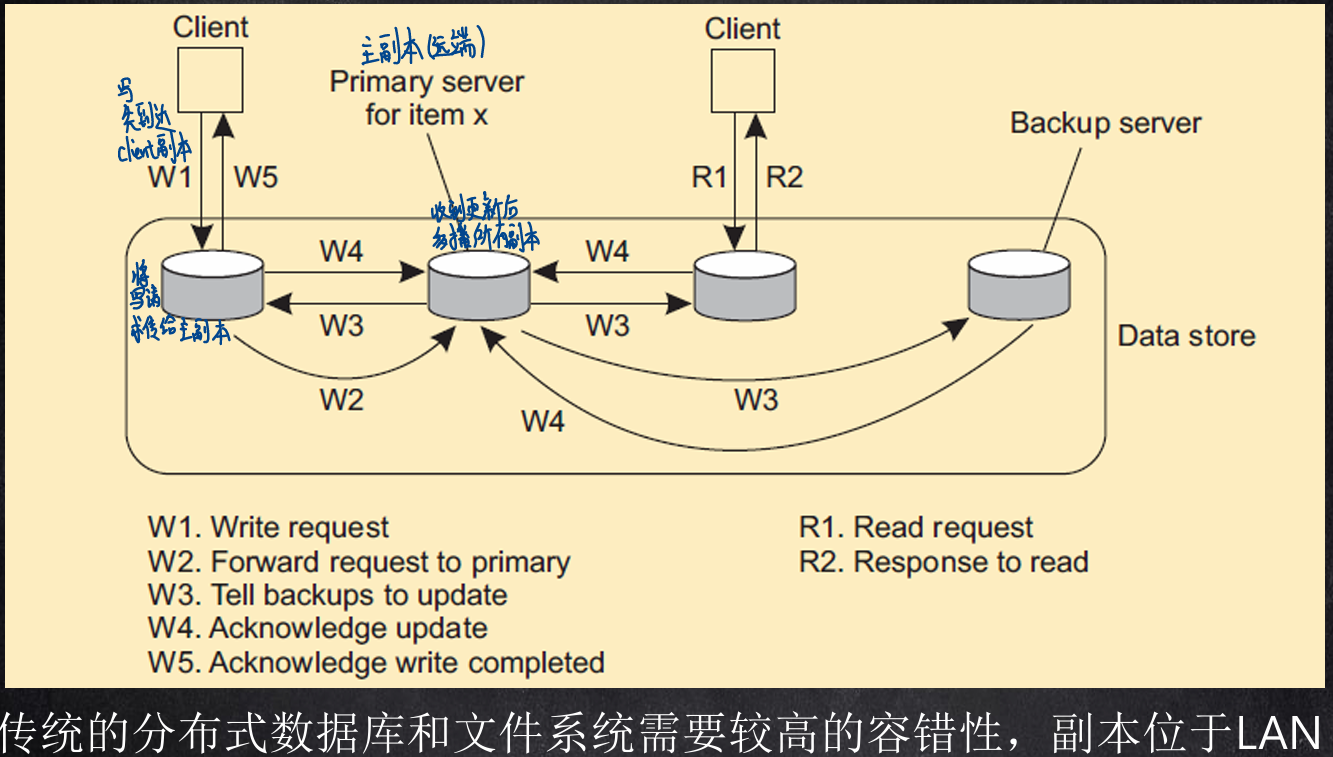 Client
主副本(远端)
Primary server
for item x
Client
Backup server
写
先到近
client副本
W1
W5
R1
R2
收到更新后
多播所有副本
W4
W4
将
写请
求传给主副本
W3
W3
Data store
W2
W3
W4
W1. Write request
W2. Forward request to primary
W3. Tell backups to update
W4. Acknowledge update
W5. Acknowledge write completed
R1. Read request
R2. Response to read
传统的分布式数据库和文件系统需要较高的容错性，副本位于LAN